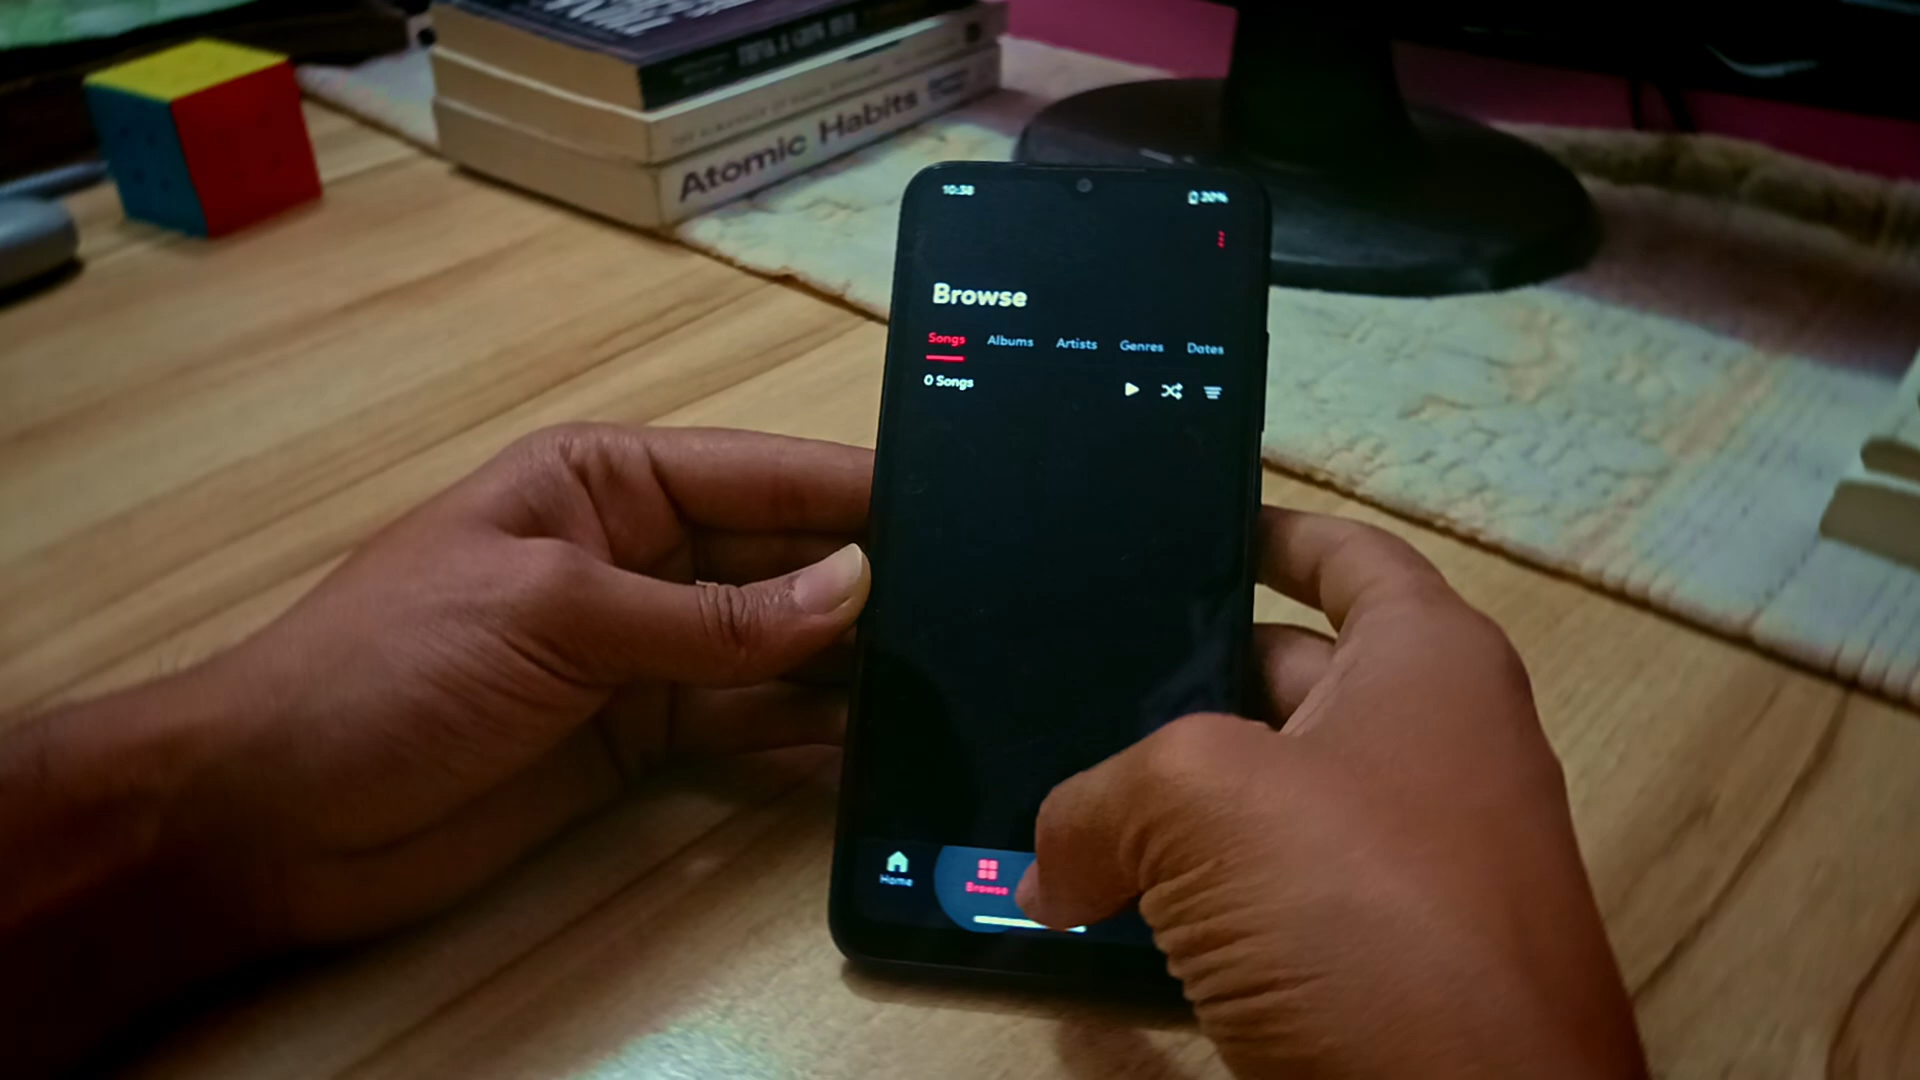 Atomic Habits
10:38
Browse
Songs Albums Artists Genres Dates
0 Songs
Home Browse